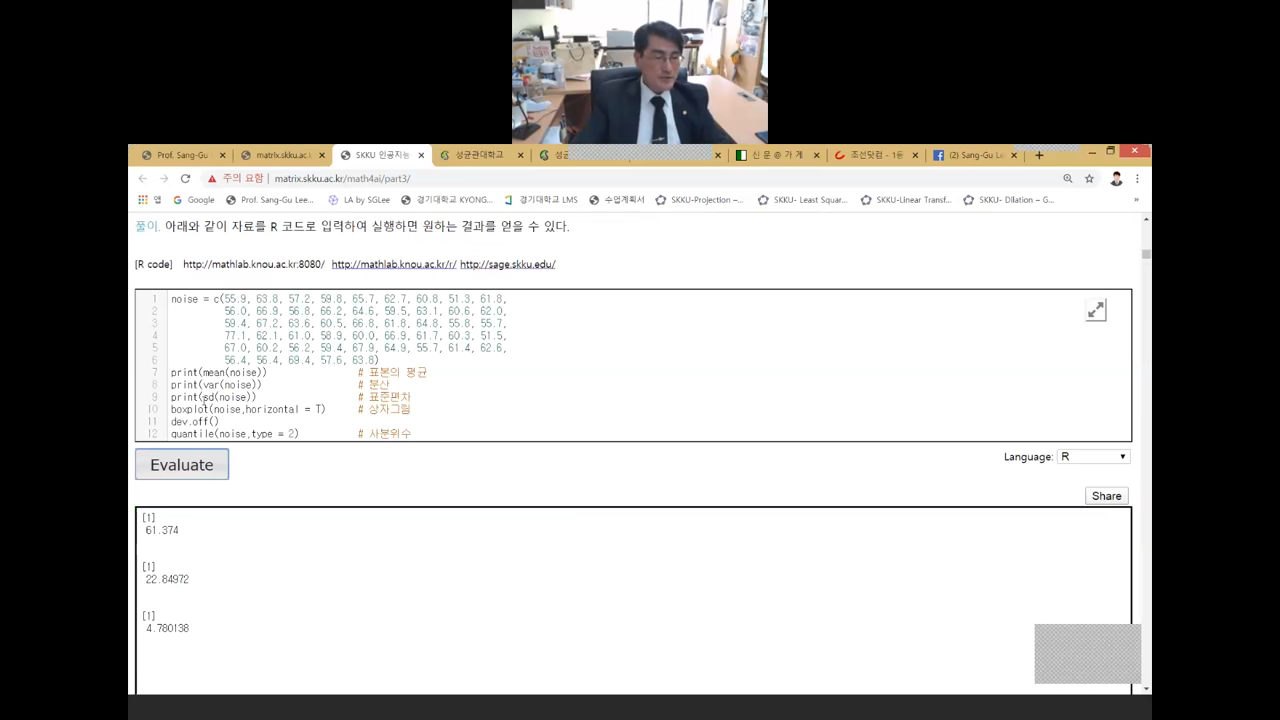 Prof. Sang-Gu
matrix.skku.ac.k
SKKU 인공지능
성균관대학교
성균
신 문 @ 가 게
조선닷컴 - 1등
(2) Sang-Gu Le
주의 요함 | matrix.skku.ac.kr/math4ai/part3/
앱 Google Prof. Sang-Gu Lee... LA by SGLee 경기대학교 KYONG... 경기대학교 LMS 수업계획서 SKKU-Projection –... SKKU- Least Squar... SKKU-Linear Transf... SKKU- Dilation – G... »
풀이. 아래와 같이 자료를 R 코드로 입력하여 실행하면 원하는 결과를 얻을 수 있다.
[R code] http://mathlab.knou.ac.kr:8080/ http://mathlab.knou.ac.kr/r/ http://sage.skku.edu/
1 noise = c(55.9, 63.8, 57.2, 59.8, 65.7, 62.7, 60.8, 51.3, 61.8,
2 56.0, 66.9, 56.8, 66.2, 64.6, 59.5, 63.1, 60.6, 62.0,
3 59.4, 67.2, 63.6, 60.5, 66.8, 61.8, 64.8, 55.8, 55.7,
4 77.1, 62.1, 61.0, 58.9, 60.0, 66.9, 61.7, 60.3, 51.5,
5 67.0, 60.2, 56.2, 59.4, 67.9, 64.9, 55.7, 61.4, 62.6,
6 56.4, 56.4, 69.4, 57.6, 63.8)
7 print(mean(noise)) # 표본의 평균
8 print(var(noise)) # 분산
9 print(sd(noise)) # 표준편차
10 boxplot(noise,horizontal = T) # 상자그림
11 dev.off()
12 quantile(noise,type = 2) # 사분위수
Evaluate
Language: R
Share
[1]
61.374
[1]
22.84972
[1]
4.780138